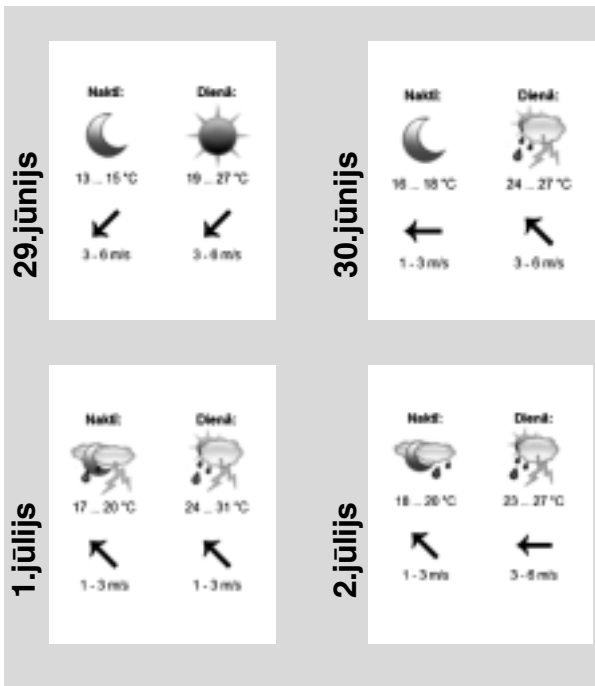 29.jūnijs
Naktī: Dienā:
13 ... 15 °C 19 ... 27 °C
3 - 6 m/s 3 - 6 m/s
30.jūnijs
Naktī: Dienā:
16 ... 18 °C 24 ... 27 °C
1 - 3 m/s 3 - 6 m/s
1.jūlijs
Naktī: Dienā:
17 ... 20 °C 24 ... 31 °C
1 - 3 m/s 1 - 3 m/s
2.jūlijs
Naktī: Dienā:
18 ... 20 °C 23 ... 27 °C
1 - 3 m/s 3 - 6 m/s